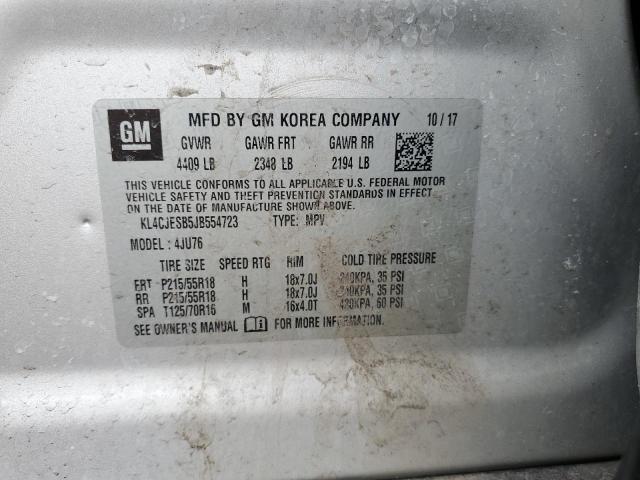 GM
MFD BY GM KOREA COMPANY 10 / 17
GVWR GAWR FRT GAWR RR
4409 LB 2348 LB 2194 LB
THIS VEHICLE CONFORMS TO ALL APPLICABLE U.S. FEDERAL MOTOR
VEHICLE SAFETY AND THEFT PREVENTION STANDARDS IN EFFECT
ON THE DATE OF MANUFACTURE SHOWN ABOVE.
KL4CJESB5JB554723 TYPE: MPV
MODEL : 4JU76
TIRE SIZE SPEED RTG RIM COLD TIRE PRESSURE
FRT P215/55R18 H 18x7.0J 240KPA, 35 PSI
RR P215/55R18 H 18x7.0J 240KPA, 35 PSI
SPA T125/70R16 M 16x4.0T 420KPA, 60 PSI
SEE OWNER'S MANUAL FOR MORE INFORMATION.